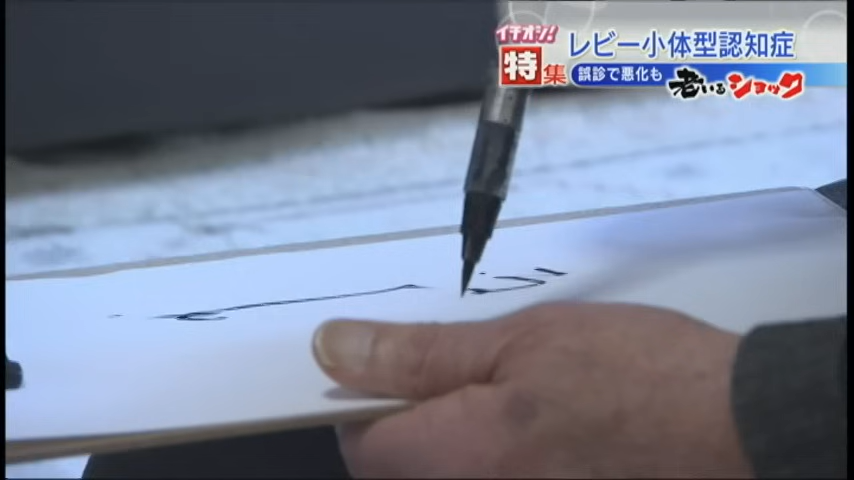 イチオシ!
特集
レビー小体型認知症
誤診で悪化も
老いるショック